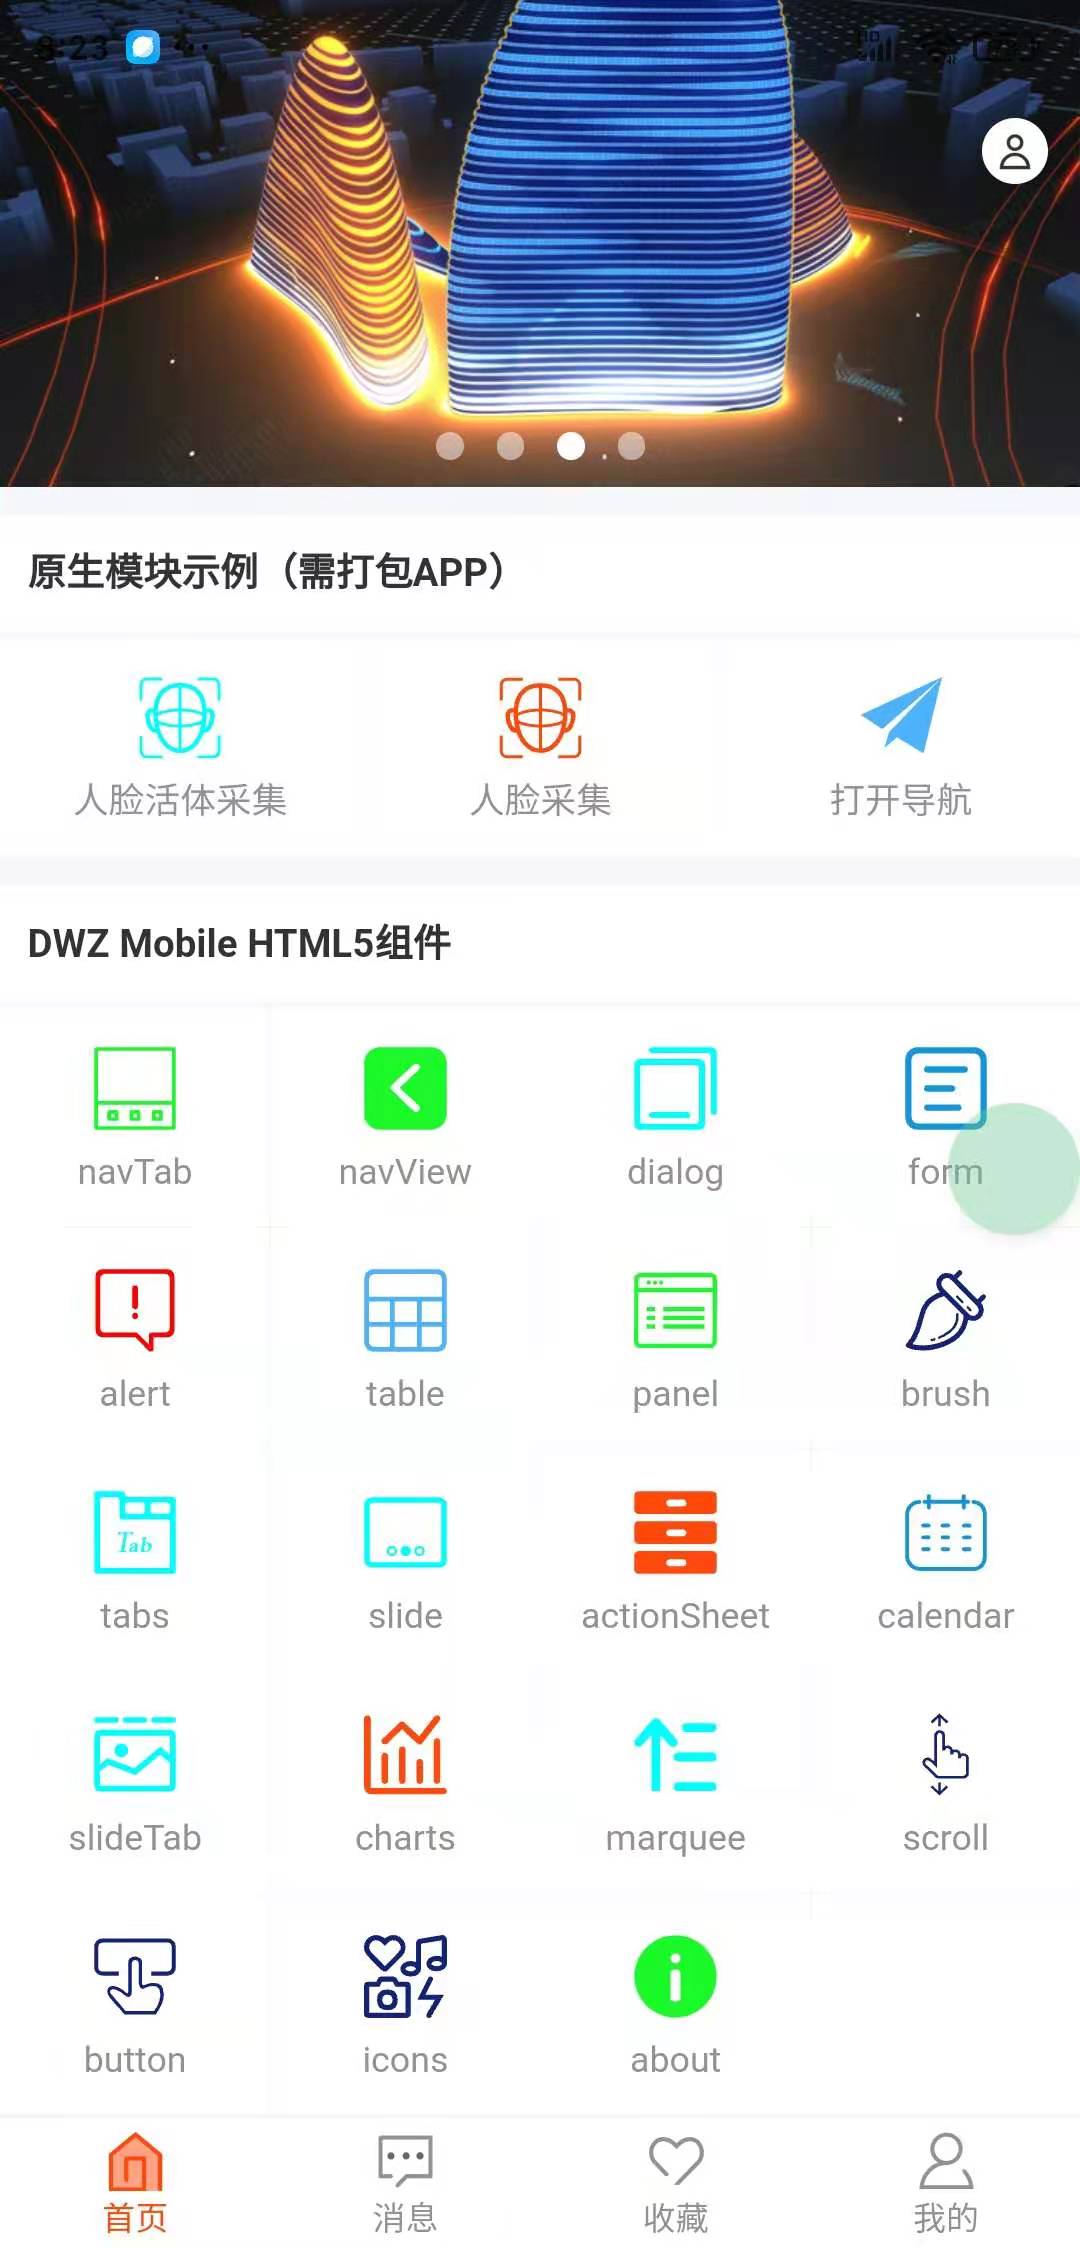 8:23
原生模块示例（需打包APP）
人脸活体采集 人脸采集 打开导航
DWZ Mobile HTML5组件
navTab navView dialog form
alert table panel brush
Tab
tabs slide actionSheet calendar
slideTab charts marquee scroll
button icons about
首页 消息 收藏 我的